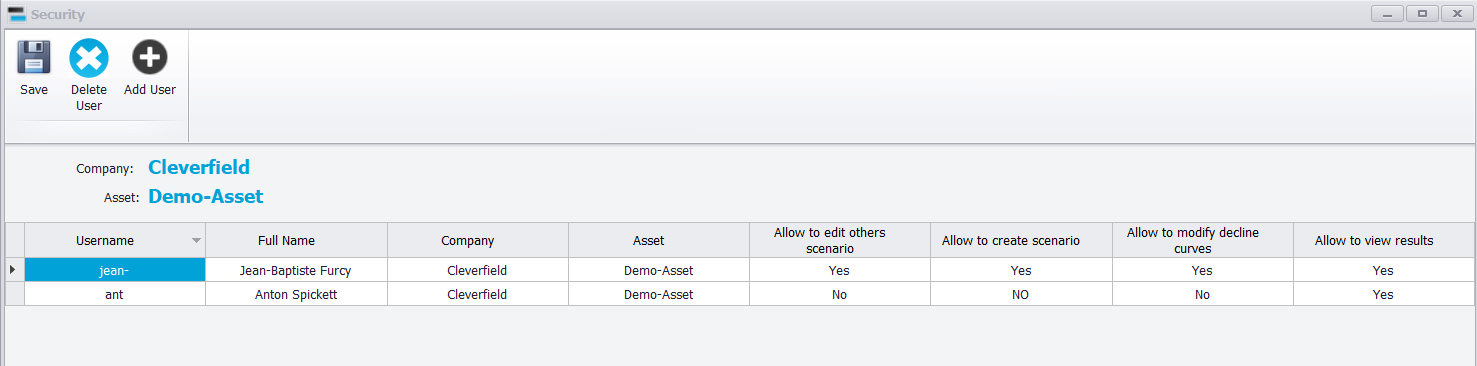 Security
Save
Delete
User
Add User
Company: Cleverfield
Asset: Demo-Asset
Username Full Name Company Asset Allow to edit others scenario Allow to create scenario Allow to modify decline curves Allow to view results
jean- Jean-Baptiste Furcy Cleverfield Demo-Asset Yes Yes Yes Yes
ant Anton Spickett Cleverfield Demo-Asset No NO No Yes